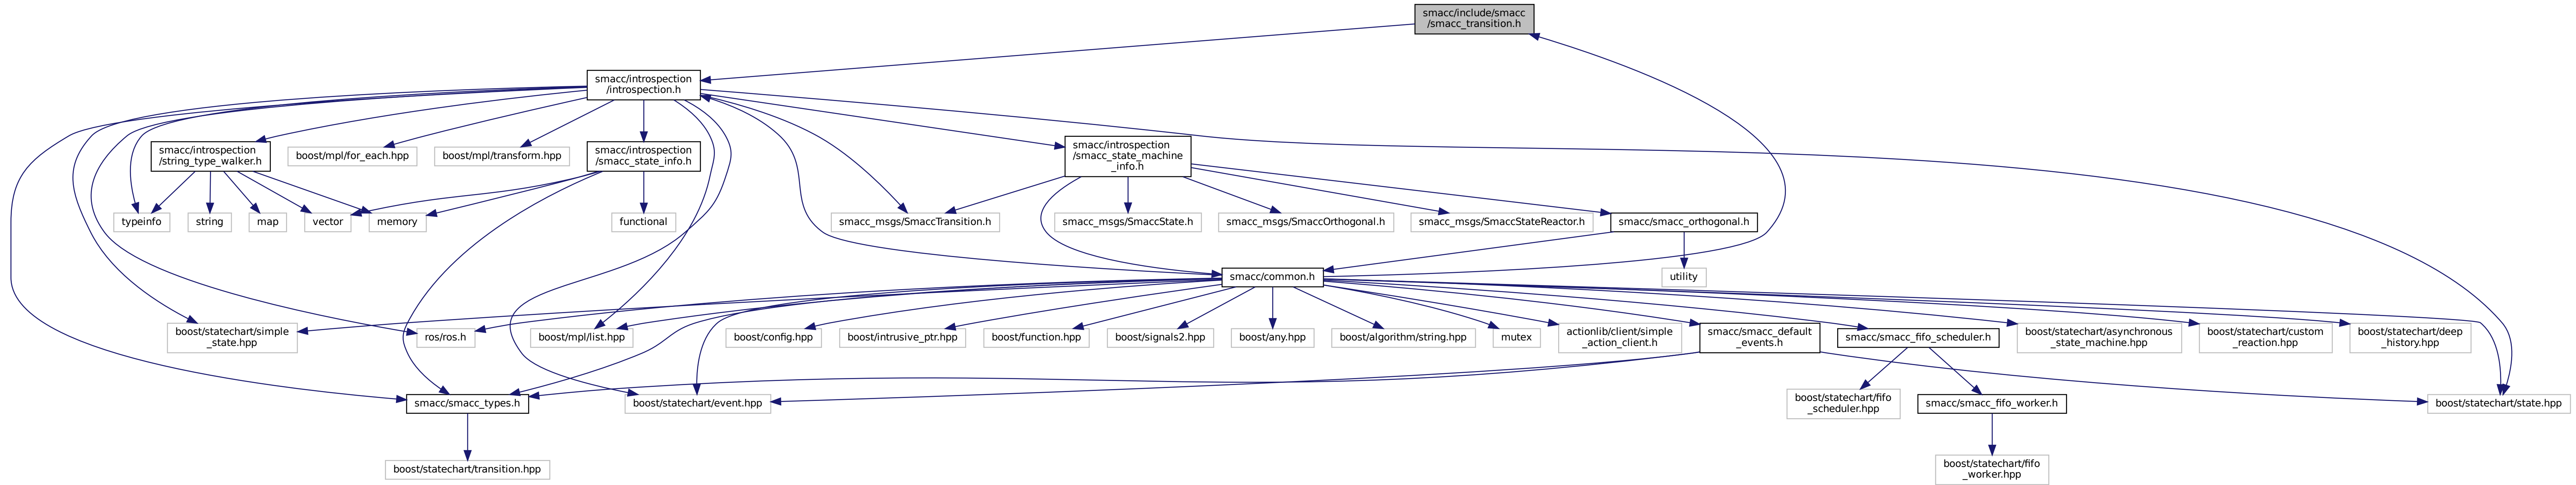 smacc/include/smacc
/smacc_transition.h
smacc/introspection
/introspection.h
smacc/introspection
/string_type_walker.h
boost/mpl/for_each.hpp
boost/mpl/transform.hpp
smacc/introspection
/smacc_state_info.h
smacc/introspection
/smacc_state_machine
_info.h
typeinfo
string
map
vector
memory
functional
smacc_msgs/SmaccTransition.h
smacc_msgs/SmaccState.h
smacc_msgs/SmaccOrthogonal.h
smacc_msgs/SmaccStateReactor.h
smacc/smacc_orthogonal.h
smacc/common.h
utility
boost/statechart/simple
_state.hpp
ros/ros.h
boost/mpl/list.hpp
boost/config.hpp
boost/intrusive_ptr.hpp
boost/function.hpp
boost/signals2.hpp
boost/any.hpp
boost/algorithm/string.hpp
mutex
actionlib/client/simple
_action_client.h
smacc/smacc_default
_events.h
smacc/smacc_fifo_scheduler.h
boost/statechart/asynchronous
_state_machine.hpp
boost/statechart/custom
_reaction.hpp
boost/statechart/deep
_history.hpp
smacc/smacc_types.h
boost/statechart/event.hpp
boost/statechart/fifo
_scheduler.hpp
smacc/smacc_fifo_worker.h
boost/statechart/state.hpp
boost/statechart/transition.hpp
boost/statechart/fifo
_worker.hpp